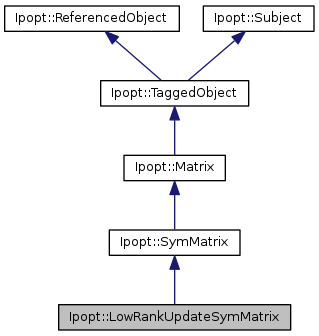 Ipopt::ReferencedObject
Ipopt::Subject
Ipopt::TaggedObject
Ipopt::Matrix
Ipopt::SymMatrix
Ipopt::LowRankUpdateSymMatrix